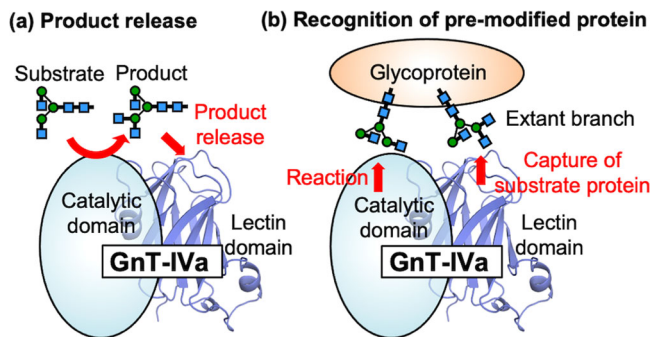 (a) Product release
Substrate Product
Product
release
Catalytic
domain
Lectin
domain
GnT-IVa
(b) Recognition of pre-modified protein
Glycoprotein
Extant branch
Reaction
Capture of
substrate protein
Catalytic
domain
Lectin
domain
GnT-IVa